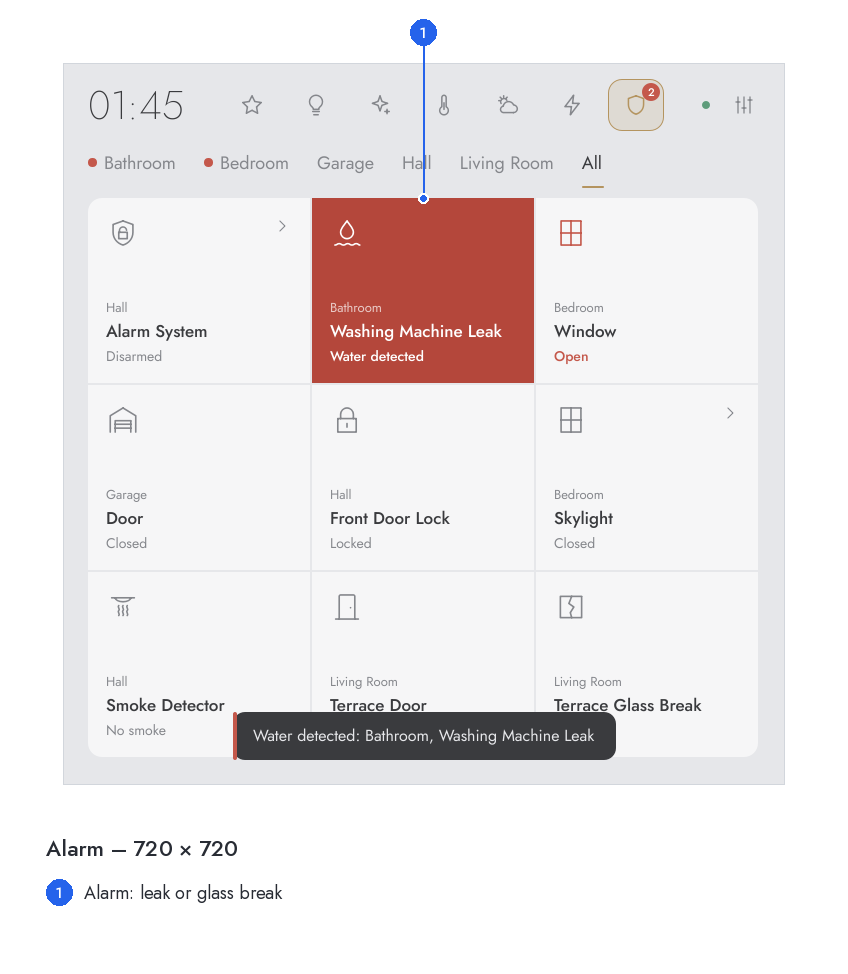 1
01:45
2
Bathroom
Bedroom
Garage
Hall
Living Room
All
Hall
Alarm System
Disarmed
Bathroom
Washing Machine Leak
Water detected
Bedroom
Window
Open
Garage
Door
Closed
Hall
Front Door Lock
Locked
Bedroom
Skylight
Closed
Hall
Smoke Detector
No smoke
Living Room
Terrace Door
Living Room
Terrace Glass Break
Water detected: Bathroom, Washing Machine Leak
Alarm – 720 × 720
1 Alarm: leak or glass break